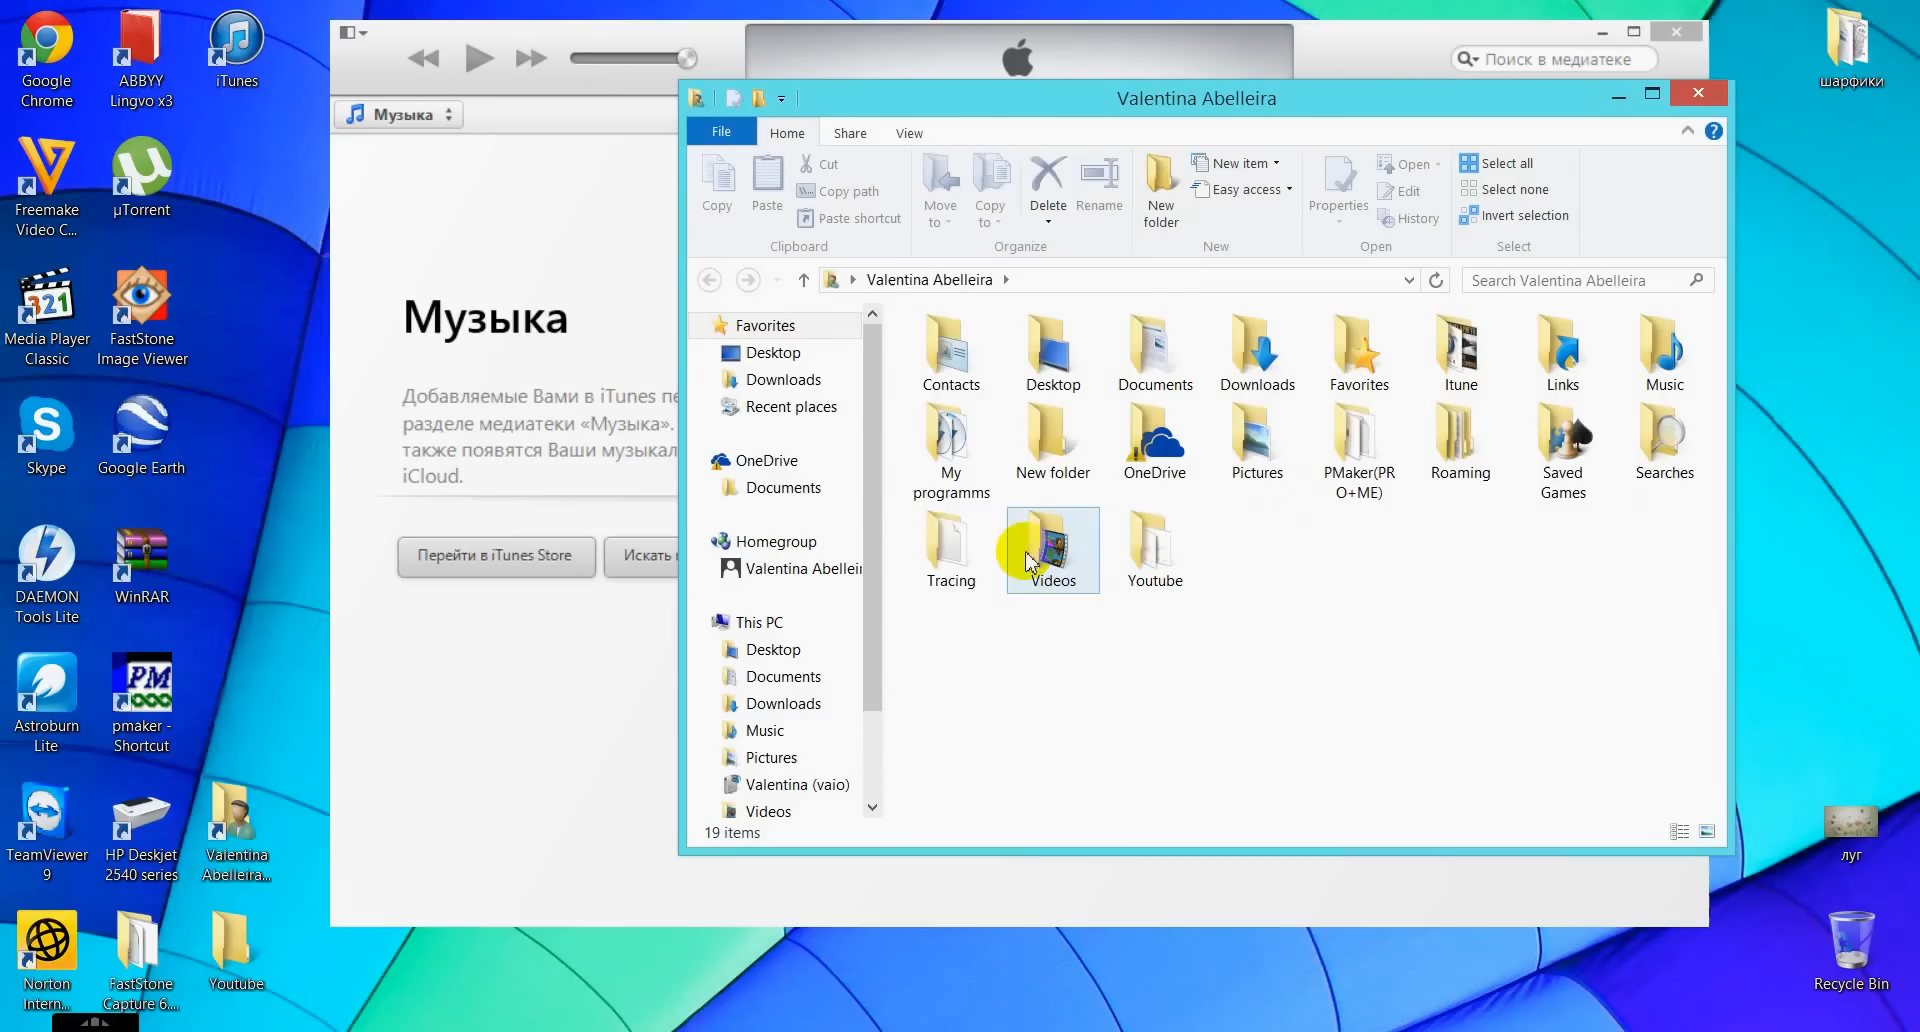 Google
Chrome
ABBYY
Lingvo x3
iTunes
Freemake
Video C...
µTorrent
Media Player
Classic
FastStone
Image Viewer
Skype
Google Earth
DAEMON
Tools Lite
WinRAR
Astroburn
Lite
pmaker -
Shortcut
TeamViewer
9
HP Deskjet
2540 series
Valentina
Abelleira...
Norton
Intern...
FastStone
Capture 6....
Youtube
Поиск в медиатеке
Музыка
Музыка
Добавляемые Вами в iTunes пе
разделе медиатеки «Музыка».
также появятся Ваши музыкал
iCloud.
Перейти в iTunes Store
Искать
Valentina Abelleira
File
Home
Share
View
Copy
Paste
Cut
Copy path
Paste shortcut
Clipboard
Move
to
Copy
to
Delete
Rename
Organize
New
folder
New item
Easy access
New
Properties
Open
Edit
History
Open
Select all
Select none
Invert selection
Select
Valentina Abelleira
Search Valentina Abelleira
Favorites
Desktop
Downloads
Recent places
OneDrive
Documents
Homegroup
Valentina Abelleir
This PC
Desktop
Documents
Downloads
Music
Pictures
Valentina (vaio)
Videos
19 items
Contacts
Desktop
Documents
Downloads
Favorites
Itune
Links
Music
My
programms
New folder
OneDrive
Pictures
PMaker(PR
O+ME)
Roaming
Saved
Games
Searches
Tracing
Videos
Youtube
шарфики
луг
Recycle Bin
321
PM